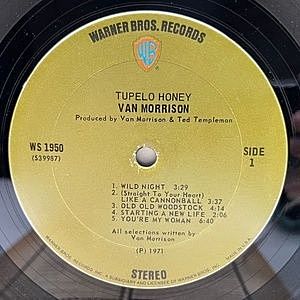 WARNER BROS. RECORDS
WB
TUPELO HONEY
VAN MORRISON
Produced by Van Morrison & Ted Templeman
WS 1950
(S39987)
SIDE
1
1. WILD NIGHT 3:29
2. (Straight To Your Heart)
LIKE A CANNONBALL 3:37
3. OLD OLD WOODSTOCK 4:14
4. STARTING A NEW LIFE 2:06
5. YOU'RE MY WOMAN 6:40
All selections written by
Van Morrison
(P) 1971
STEREO